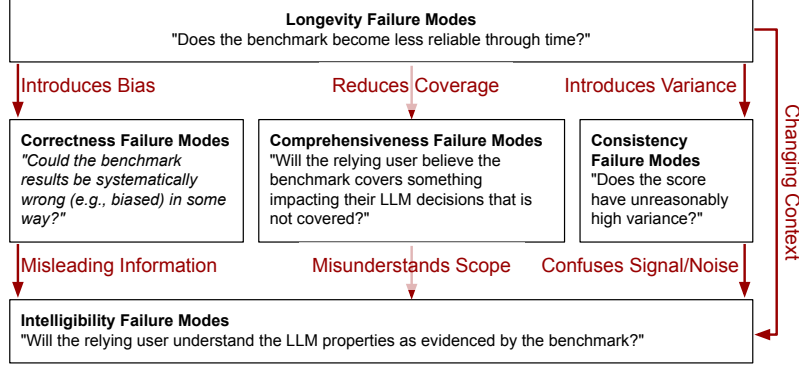 Longevity Failure Modes
"Does the benchmark become less reliable through time?"
Introduces Bias
Reduces Coverage
Introduces Variance
Changing Context
Correctness Failure Modes
"Could the benchmark
results be systematically
wrong (e.g., biased) in some
way?"
Comprehensiveness Failure Modes
"Will the relying user believe the
benchmark covers something
impacting their LLM decisions that
is not covered?"
Consistency
Failure Modes
"Does the score
have unreasonably
high variance?"
Misleading Information
Misunderstands Scope
Confuses Signal/Noise
Intelligibility Failure Modes
"Will the relying user understand the LLM properties as evidenced by the benchmark?"